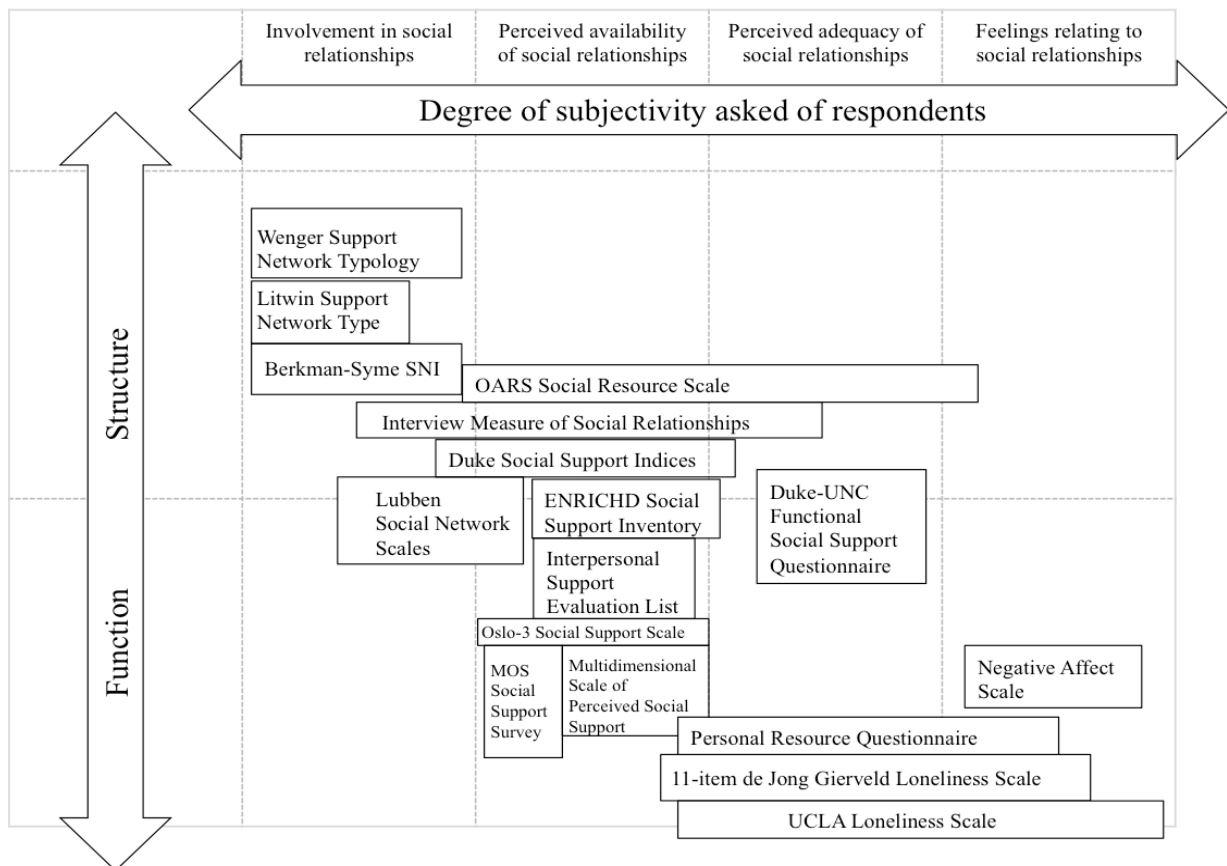 Involvement in social
relationships
Perceived availability
of social relationships
Perceived adequacy of
social relationships
Feelings relating to
social relationships
Degree of subjectivity asked of respondents
Structure
Function
Wenger Support
Network Typology
Litwin Support
Network Type
Berkman-Syme SNI
OARS Social Resource Scale
Interview Measure of Social Relationships
Duke Social Support Indices
Lubben
Social Network
Scales
ENRICHD Social
Support Inventory
Duke-UNC
Functional
Social Support
Questionnaire
Interpersonal
Support
Evaluation List
Oslo-3 Social Support Scale
MOS
Social
Support
Survey
Multidimensional
Scale of
Perceived Social
Support
Negative Affect
Scale
Personal Resource Questionnaire
11-item de Jong Gierveld Loneliness Scale
UCLA Loneliness Scale